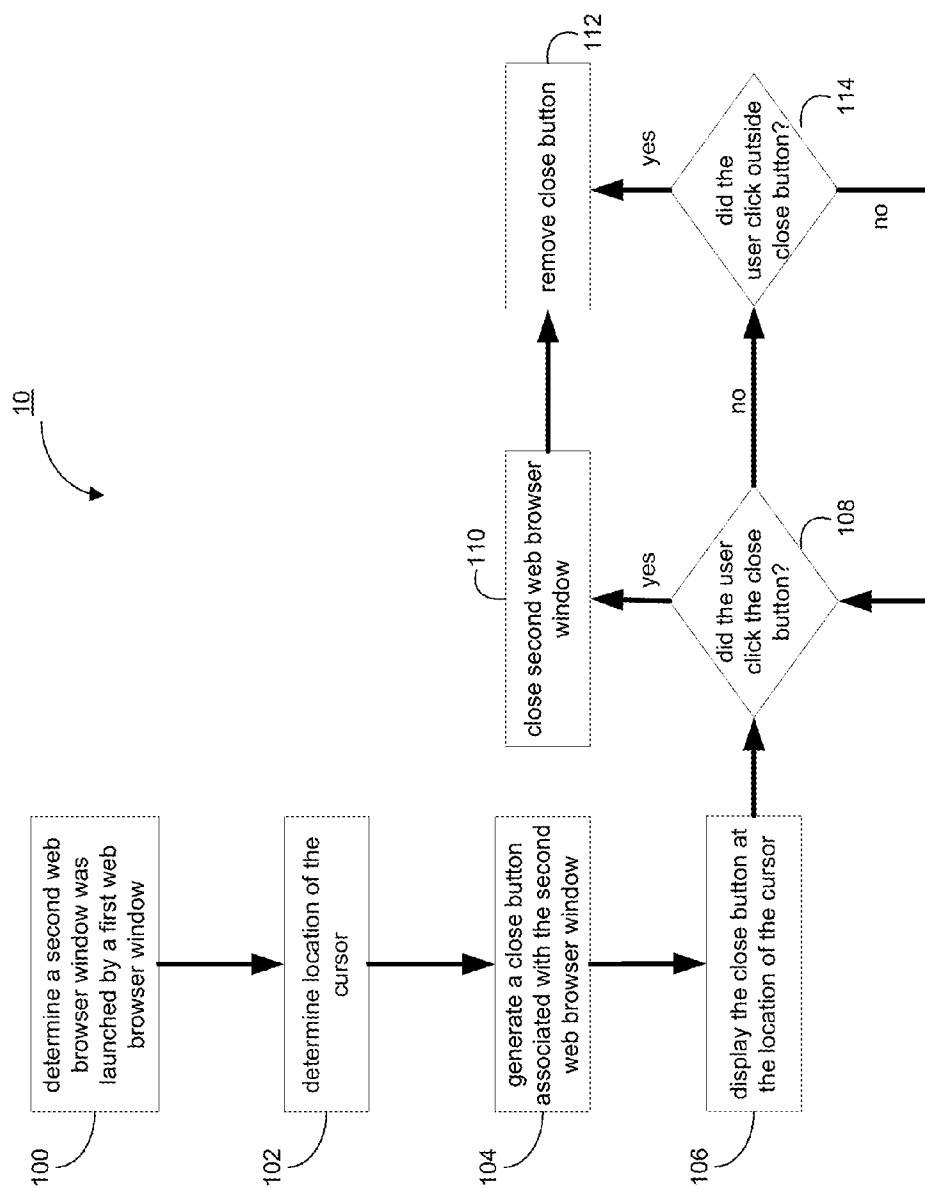 10
determine a second web
browser window was
launched by a first web
browser window
100
determine location of the
cursor
102
generate a close button
associated with the second
web browser window
104
display the close button at
the location of the cursor
106
did the user
click the close
button?
108
yes
no
close second web browser
window
110
remove close button
112
did the
user click outside
close button?
114
yes
no